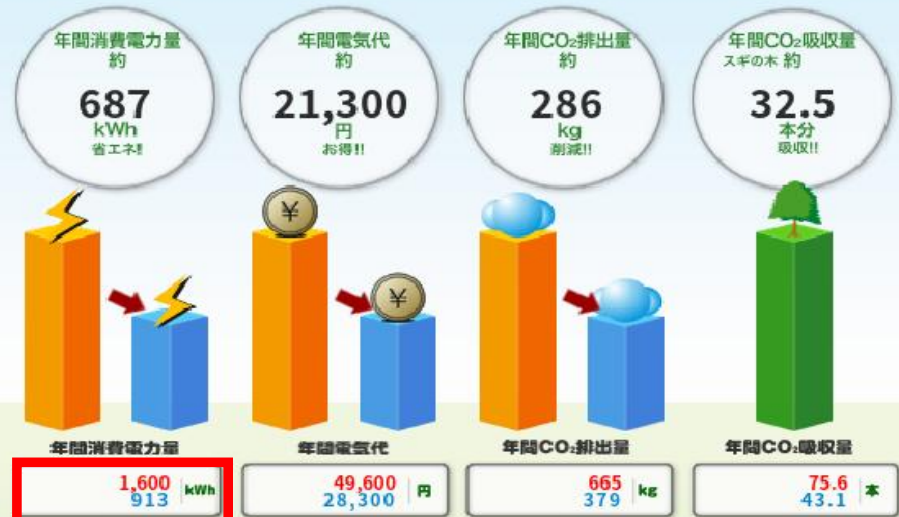 年間消費電力量
約
687
kWh
省エネ!!
年間電気代
約
21,300
円
お得!!
年間CO₂排出量
約
286
kg
削減!!
年間CO₂吸収量
スギの木 約
32.5
本分
吸収!!
¥
¥
年間消費電力量
1,600
913
kWh
年間電気代
49,600
28,300
円
年間CO₂排出量
665
379
kg
年間CO₂吸収量
75.6
43.1
本